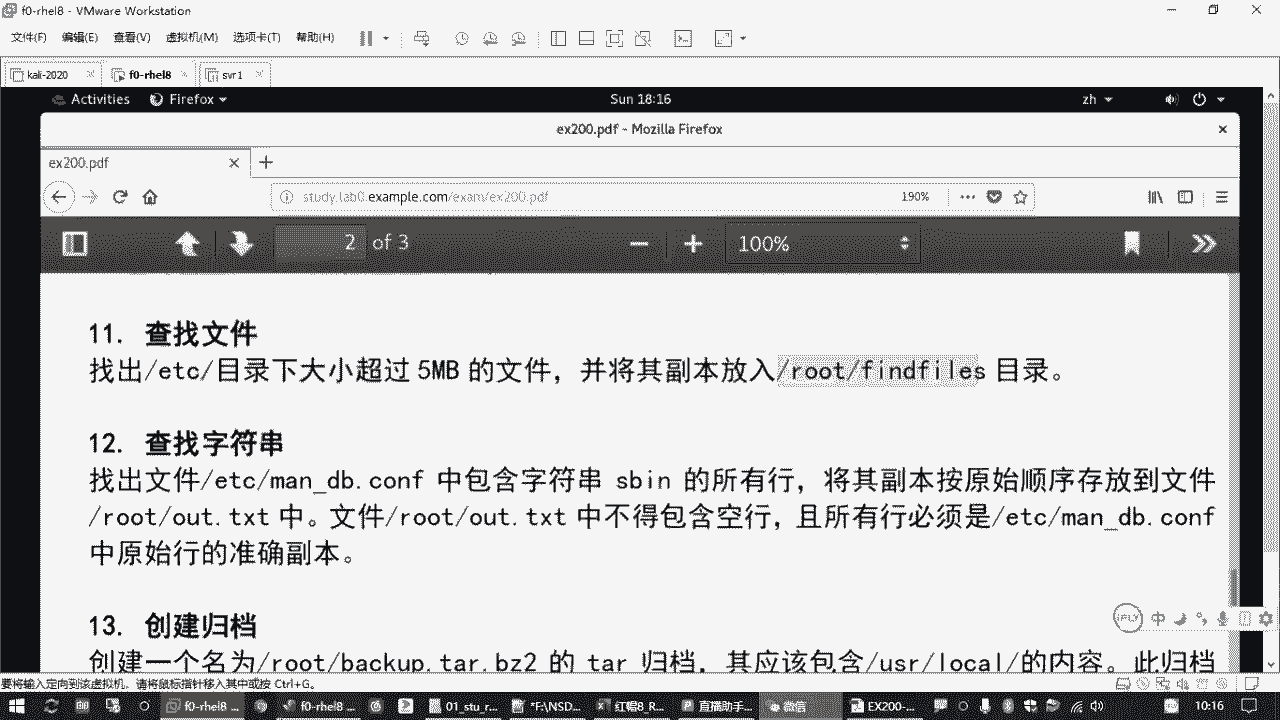 f0-rhel8 - VMware Workstation
文件(F) 编辑(E) 查看(V) 虚拟机(M) 选项卡(T) 帮助(H)
kali-2020 f0-rhel8 svr1
Activities Firefox Sun 18:16 zh
ex200.pdf - Mozilla Firefox
ex200.pdf
study.lab0.example.com/exam/ex200.pdf 190%
2 of 3 100%
11. 查找文件
找出/etc/目录下大小超过 5MB 的文件，并将其副本放入/root/findfiles 目录。
12. 查找字符串
找出文件/etc/man_db.conf 中包含字符串 sbin 的所有行，将其副本按原始顺序存放到文件
/root/out.txt 中。文件/root/out.txt 中不得包含空行，且所有行必须是/etc/man_db.conf
中原始行的准确副本。
iFLY 中
13. 创建归档
创建一个名为/root/backup.tar.bz2 的 tar 归档，其应该包含/usr/local/的内容。此归档
要将输入定向到该虚拟机，请将鼠标指针移入其中或按 Ctrl+G。
f0-rhel8 ... f0-rhel8 ... 01_stu_r... *F:\NSD... 红帽8_R... 直播助手... 微信 EX200-... 10:16